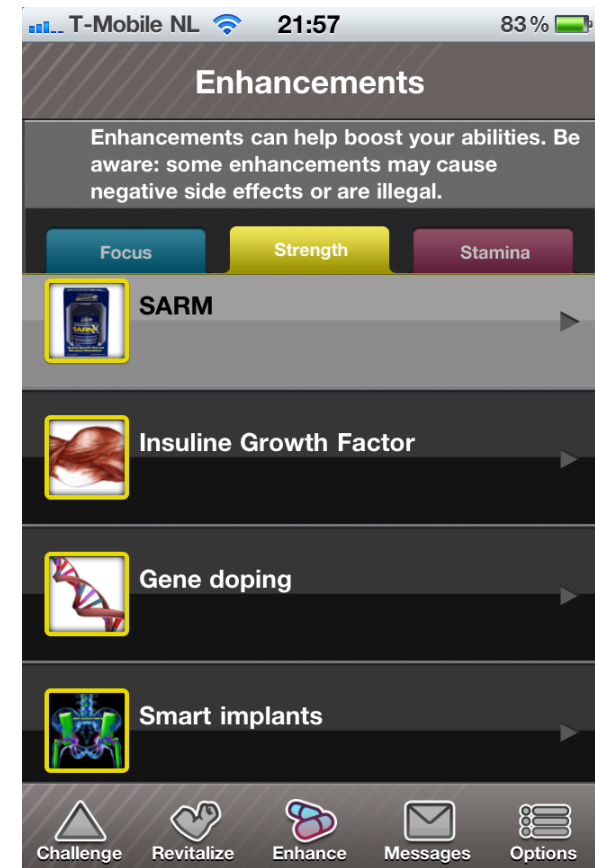 T-Mobile NL 21:57 83 %
Enhancements
Enhancements can help boost your abilities. Be
aware: some enhancements may cause
negative side effects or are illegal.
Focus Strength Stamina
SARM
Insuline Growth Factor
Gene doping
Smart implants
Challenge Revitalize Enhance Messages Options